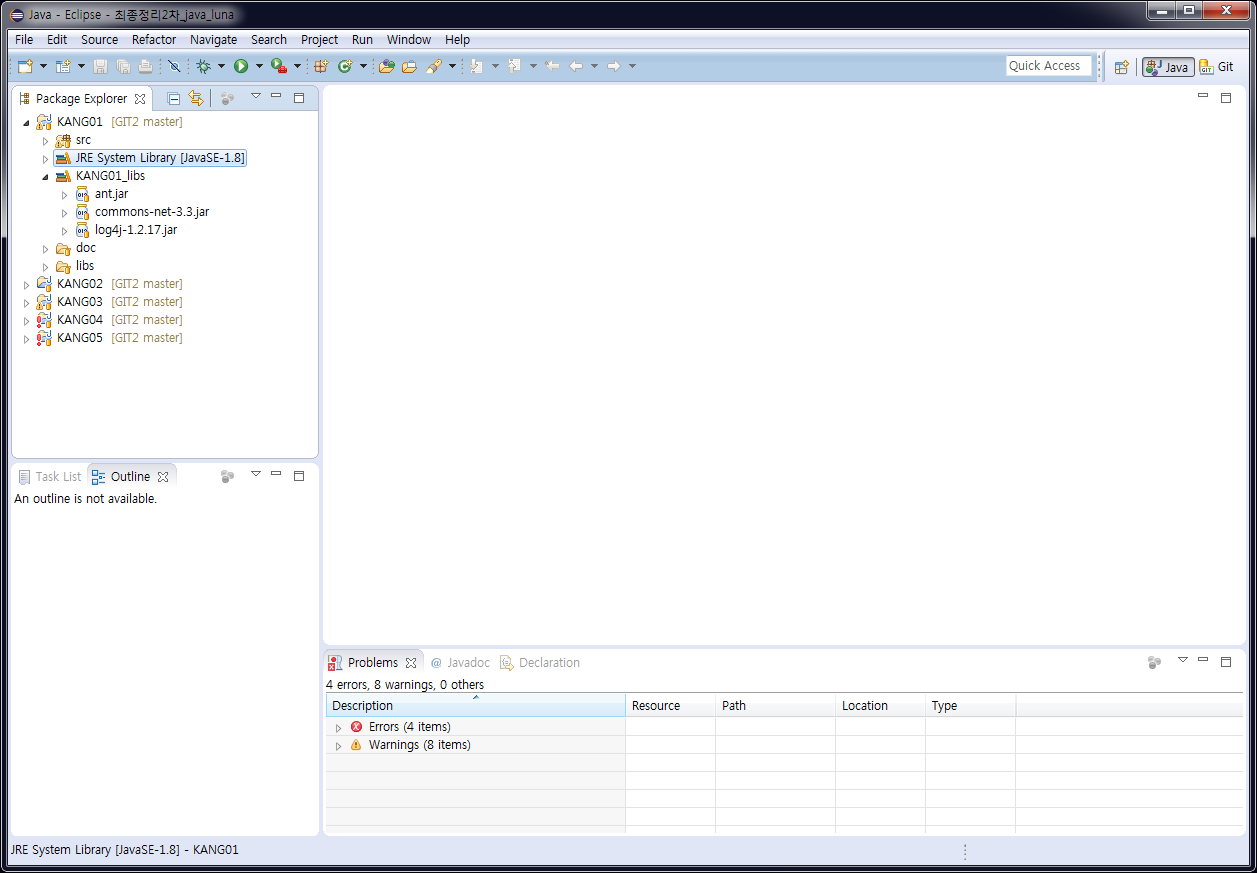 Java - Eclipse - 최종정리2차_java_luna
File Edit Source Refactor Navigate Search Project Run Window Help
Quick Access Java Git
Package Explorer
KANG01 [GIT2 master]
src
JRE System Library [JavaSE-1.8]
KANG01_libs
ant.jar
commons-net-3.3.jar
log4j-1.2.17.jar
doc
libs
KANG02 [GIT2 master]
KANG03 [GIT2 master]
KANG04 [GIT2 master]
KANG05 [GIT2 master]
Task List Outline
An outline is not available.
Problems @ Javadoc Declaration
4 errors, 8 warnings, 0 others
Description Resource Path Location Type
Errors (4 items)
Warnings (8 items)
JRE System Library [JavaSE-1.8] - KANG01